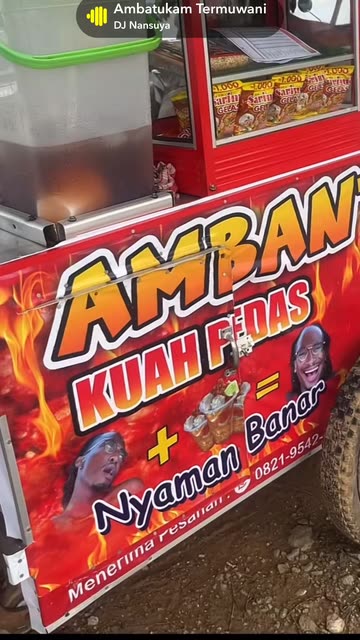 Ambatukam Termuwani
DJ Nansuya
AMBAN
KUAH PEDAS
+
=
Nyaman Banar
Menerima Pesanan:
0821-9542-